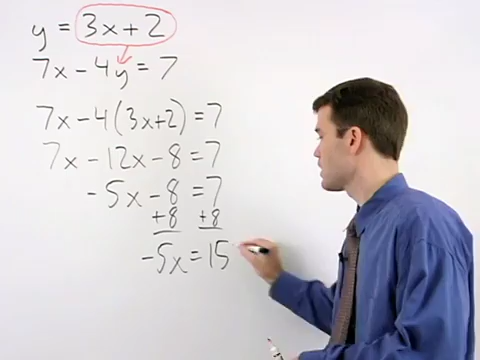 y = 3x + 2
7x - 4y = 7
7x - 4(3x+2) = 7
7x - 12x - 8 = 7
-5x - 8 = 7
+8 +8
-5x = 15